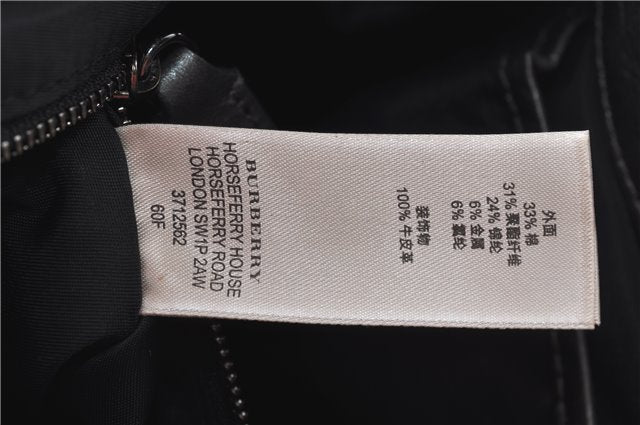 外面
33% 棉
31% 聚酯纤维
24% 锦纶
6% 金属
6% 氨纶
装饰物
100% 牛皮革
BURBERRY
HORSEFERRY HOUSE
HORSEFERRY ROAD
LONDON SW1P 2AW
3712562
60F